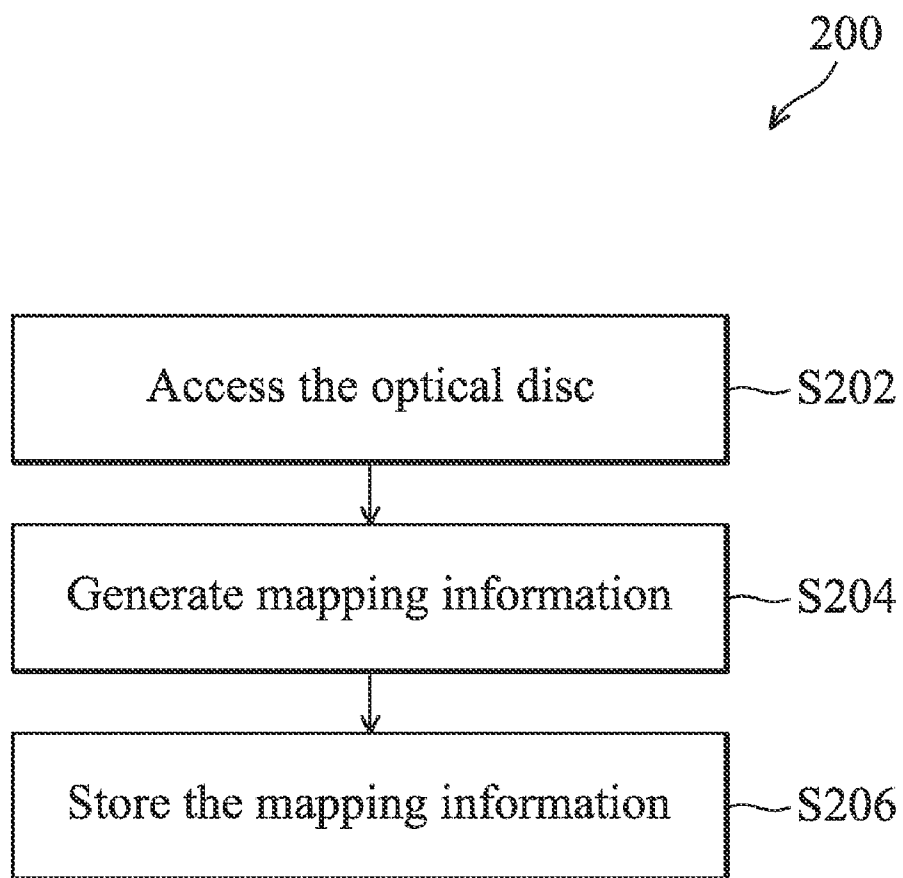 200
Access the optical disc
S202
Generate mapping information
S204
Store the mapping information
S206